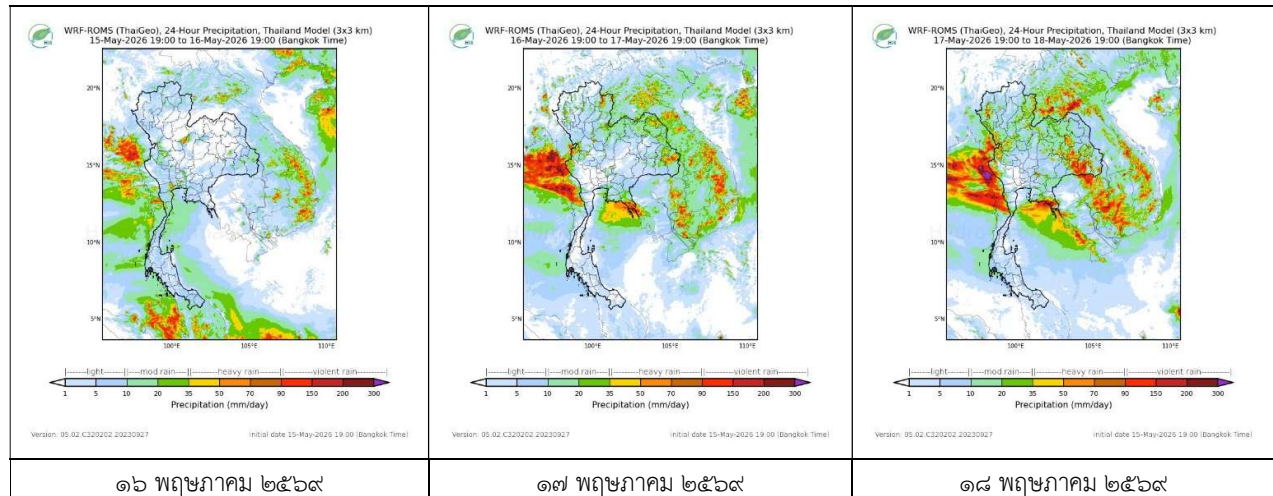 WRF-ROMS (ThaiGeo), 24-Hour Precipitation, Thailand Model (3x3 km)
15-May-2026 19:00 to 16-May-2026 19:00 (Bangkok Time)
20°N
15°N
10°N
5°N
100°E
105°E
110°E
|--------light-------||----mod rain----||--------heavy rain--------||--------violent rain--------
1 5 10 20 35 50 70 90 150 200 300
Precipitation (mm/day)
Version: 05.02.C320202.20230927
initial date 15-May-2026 19:00 (Bangkok Time)
๑๖ พฤษภาคม ๒๕๖๙
WRF-ROMS (ThaiGeo), 24-Hour Precipitation, Thailand Model (3x3 km)
16-May-2026 19:00 to 17-May-2026 19:00 (Bangkok Time)
20°N
15°N
10°N
5°N
100°E
105°E
110°E
|--------light-------||----mod rain----||--------heavy rain--------||--------violent rain--------
1 5 10 20 35 50 70 90 150 200 300
Precipitation (mm/day)
Version: 05.02.C320202.20230927
initial date 15-May-2026 19:00 (Bangkok Time)
๑๗ พฤษภาคม ๒๕๖๙
WRF-ROMS (ThaiGeo), 24-Hour Precipitation, Thailand Model (3x3 km)
17-May-2026 19:00 to 18-May-2026 19:00 (Bangkok Time)
20°N
15°N
10°N
5°N
100°E
105°E
110°E
|--------light-------||----mod rain----||--------heavy rain--------||--------violent rain--------
1 5 10 20 35 50 70 90 150 200 300
Precipitation (mm/day)
Version: 05.02.C320202.20230927
initial date 15-May-2026 19:00 (Bangkok Time)
๑๘ พฤษภาคม ๒๕๖๙